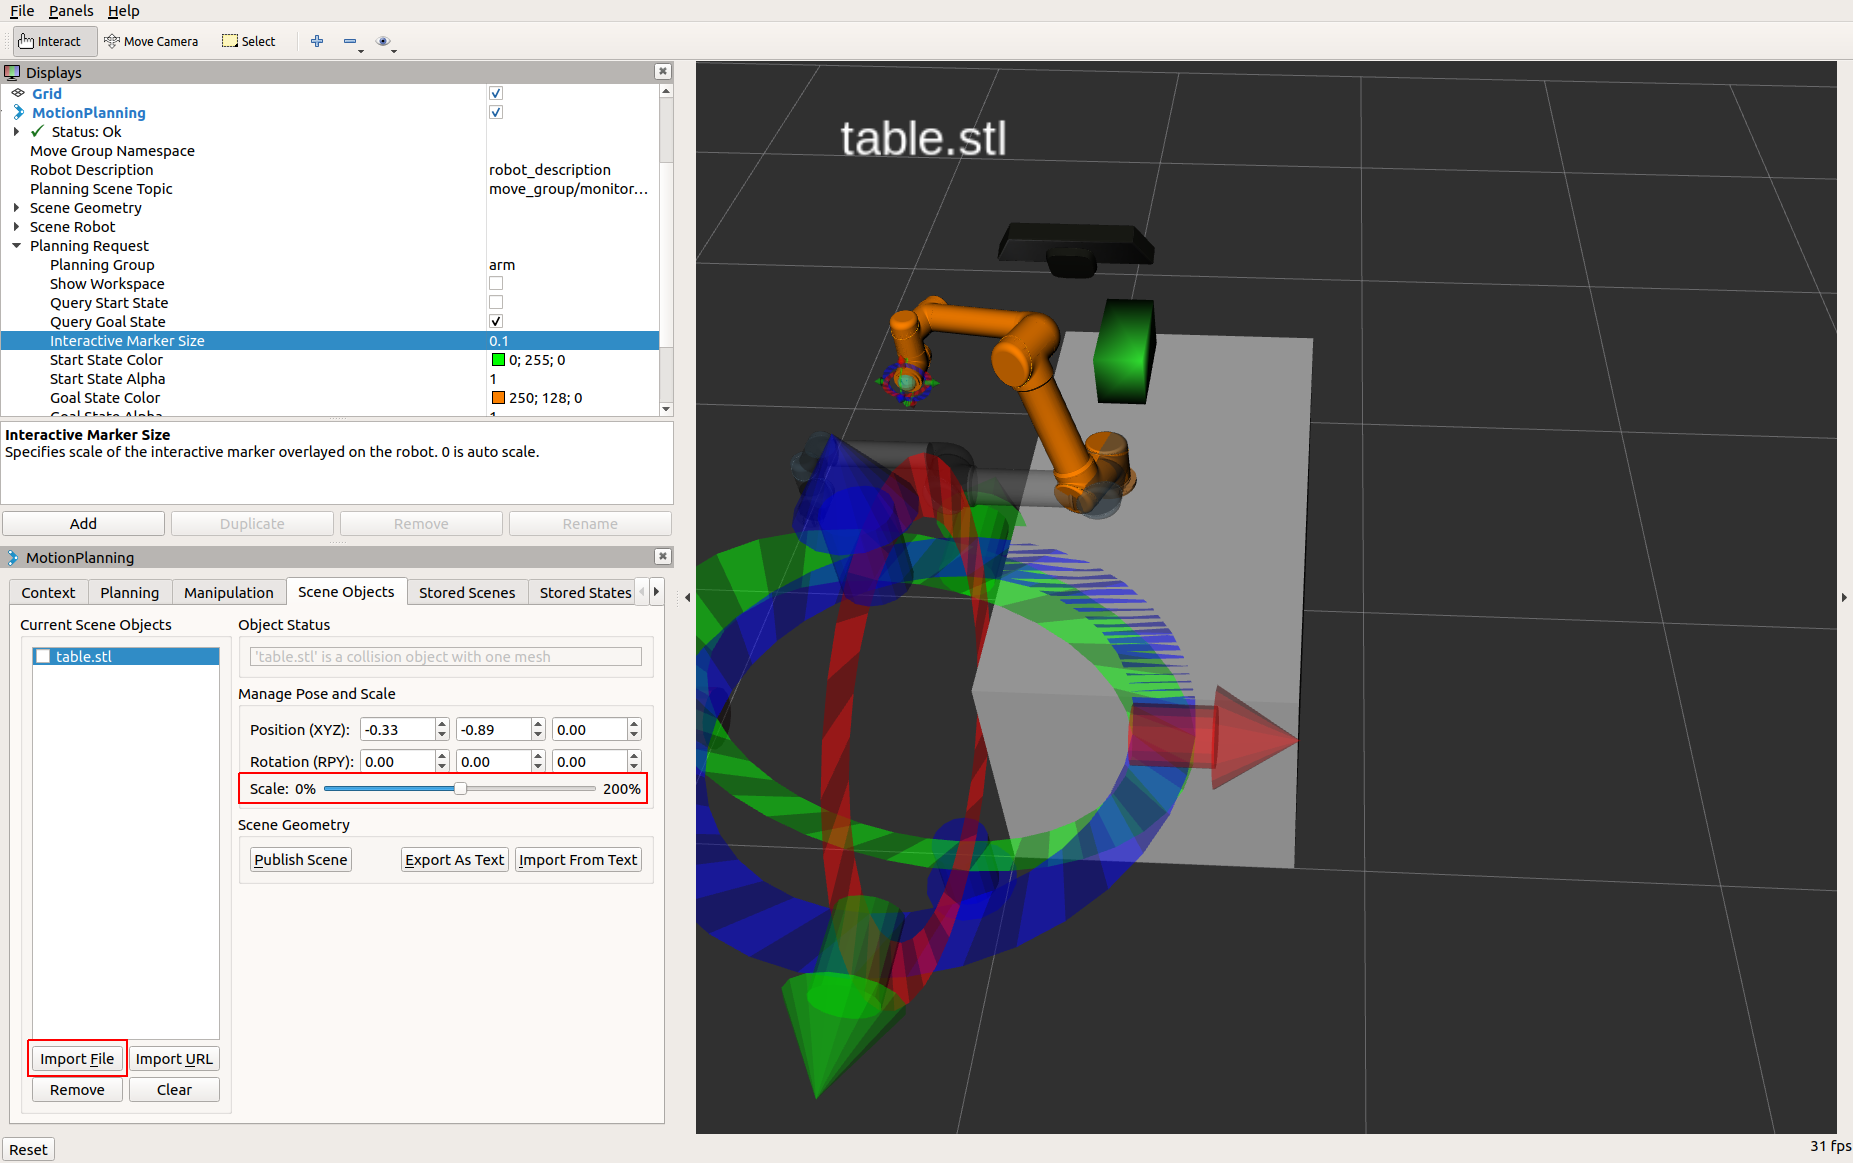 File Panels Help
Interact Move Camera Select
Displays
Grid
MotionPlanning
Status: Ok
Move Group Namespace
Robot Description robot_description
Planning Scene Topic move_group/monitor...
Scene Geometry
Scene Robot
Planning Request
Planning Group arm
Show Workspace
Query Start State
Query Goal State
Interactive Marker Size 0.1
Start State Color 0; 255; 0
Start State Alpha 1
Goal State Color 250; 128; 0
Goal State Alpha 1
Interactive Marker Size
Specifies scale of the interactive marker overlayed on the robot. 0 is auto scale.
Add Duplicate Remove Rename
MotionPlanning
Context Planning Manipulation Scene Objects Stored Scenes Stored States
Current Scene Objects
table.stl
Import File Import URL
Remove Clear
Object Status
'table.stl' is a collision object with one mesh
Manage Pose and Scale
Position (XYZ): -0.33 -0.89 0.00
Rotation (RPY): 0.00 0.00 0.00
Scale: 0% 200%
Scene Geometry
Publish Scene Export As Text Import From Text
Reset
table.stl
31 fps